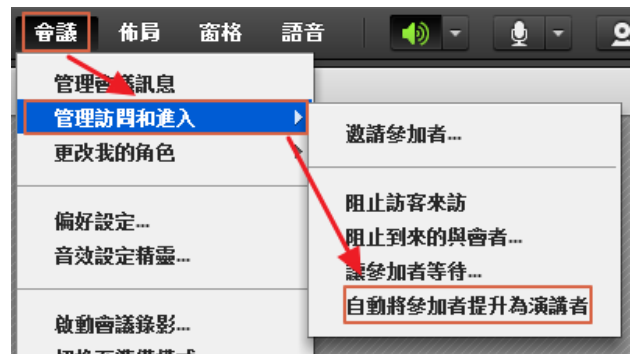 會議 佈局 窗格 語音
管理會議訊息
管理訪問和進入
更改我的角色
偏好設定...
音效設定精靈...
啟動會議錄影...
邀請參加者...
阻止訪客來訪
阻止到來的與會者...
讓參加者等待...
自動將參加者提升為演講者